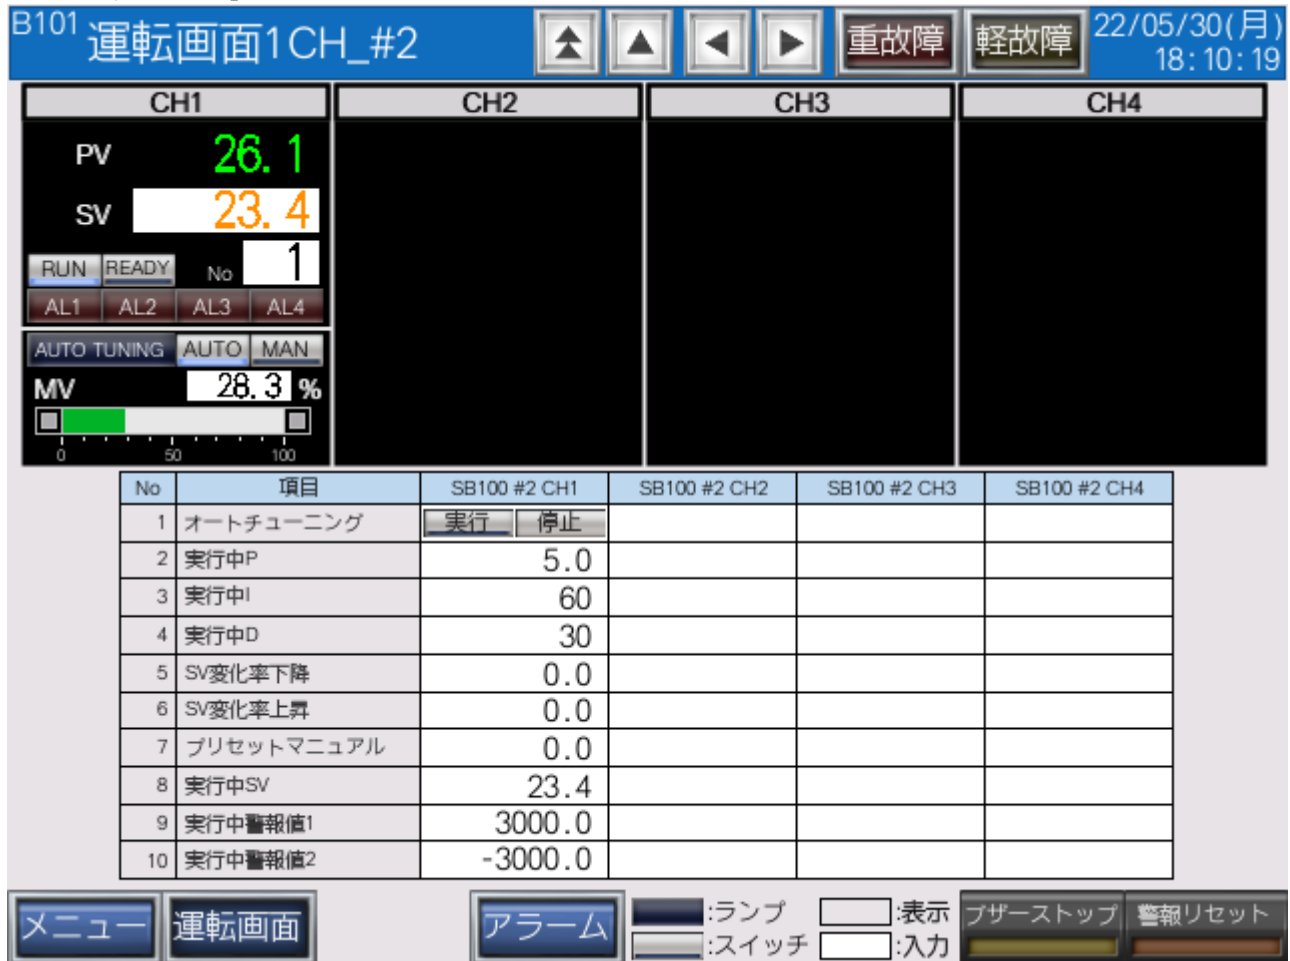 B101 運転画面1CH_#2 重故障 軽故障 22/05/30(月)
18:10:19
CH1 CH2 CH3 CH4
PV 26.1
SV 23.4
RUN READY No 1
AL1 AL2 AL3 AL4
AUTO TUNING AUTO MAN
MV 28.3 %
0 50 100
No 項目 SB100 #2 CH1 SB100 #2 CH2 SB100 #2 CH3 SB100 #2 CH4
1 オートチューニング 実行 停止
2 実行中P 5.0
3 実行中I 60
4 実行中D 30
5 SV変化率下降 0.0
6 SV変化率上昇 0.0
7 プリセットマニュアル 0.0
8 実行中SV 23.4
9 実行中警報値1 3000.0
10 実行中警報値2 -3000.0
メニュー 運転画面 アラーム :ランプ :表示 ブザーストップ 警報リセット
:スイッチ :入力